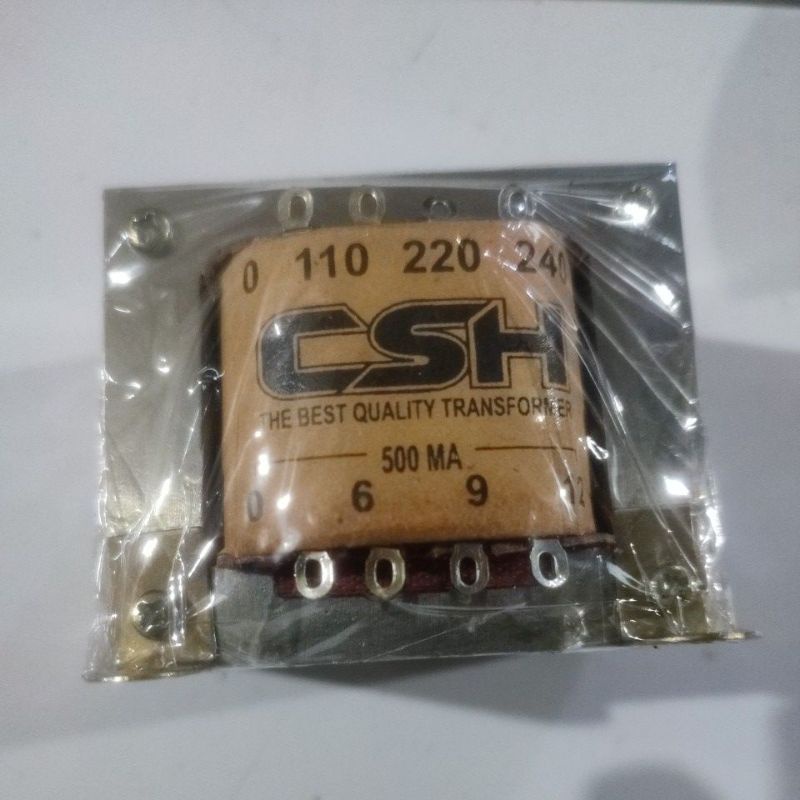 0 110 220 240
CSH
THE BEST QUALITY TRANSFORMER
500 MA
0 6 9 12